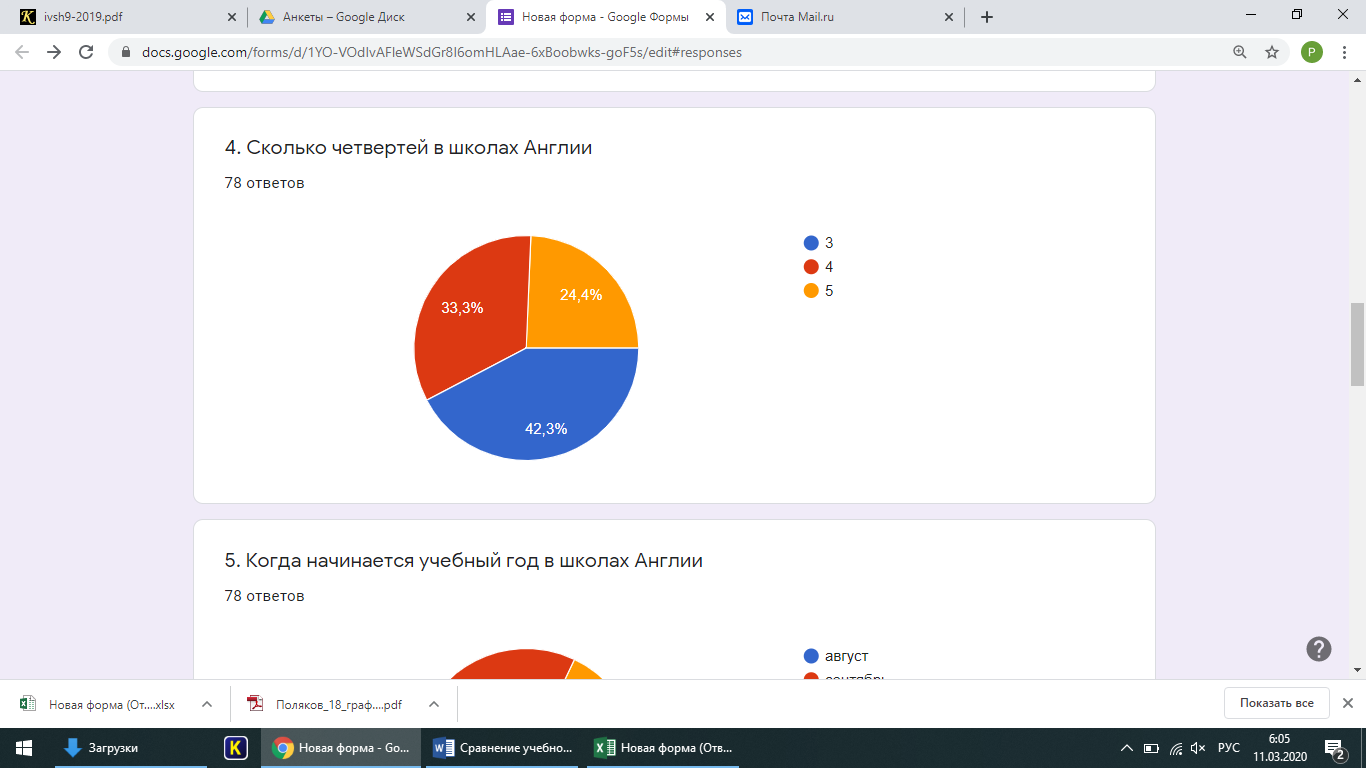 ivsh9-2019.pdf
Анкеты – Google Диск
Новая форма - Google Формы
Почта Mail.ru
docs.google.com/forms/d/1YO-VOdIvAFIeWSdGr8I6omHLAae-6xBoobwks-goF5s/edit#responses
P
4. Сколько четвертей в школах Англии
78 ответов
3
4
5
24,4%
33,3%
42,3%
5. Когда начинается учебный год в школах Англии
78 ответов
август
сентябрь
Новая форма (От....xlsx
Поляков_18_граф....pdf
Показать все
Загрузки
K
Новая форма - Go...
Сравнение учебно...
Новая форма (Отв...
РУС
6:05
11.03.2020
2